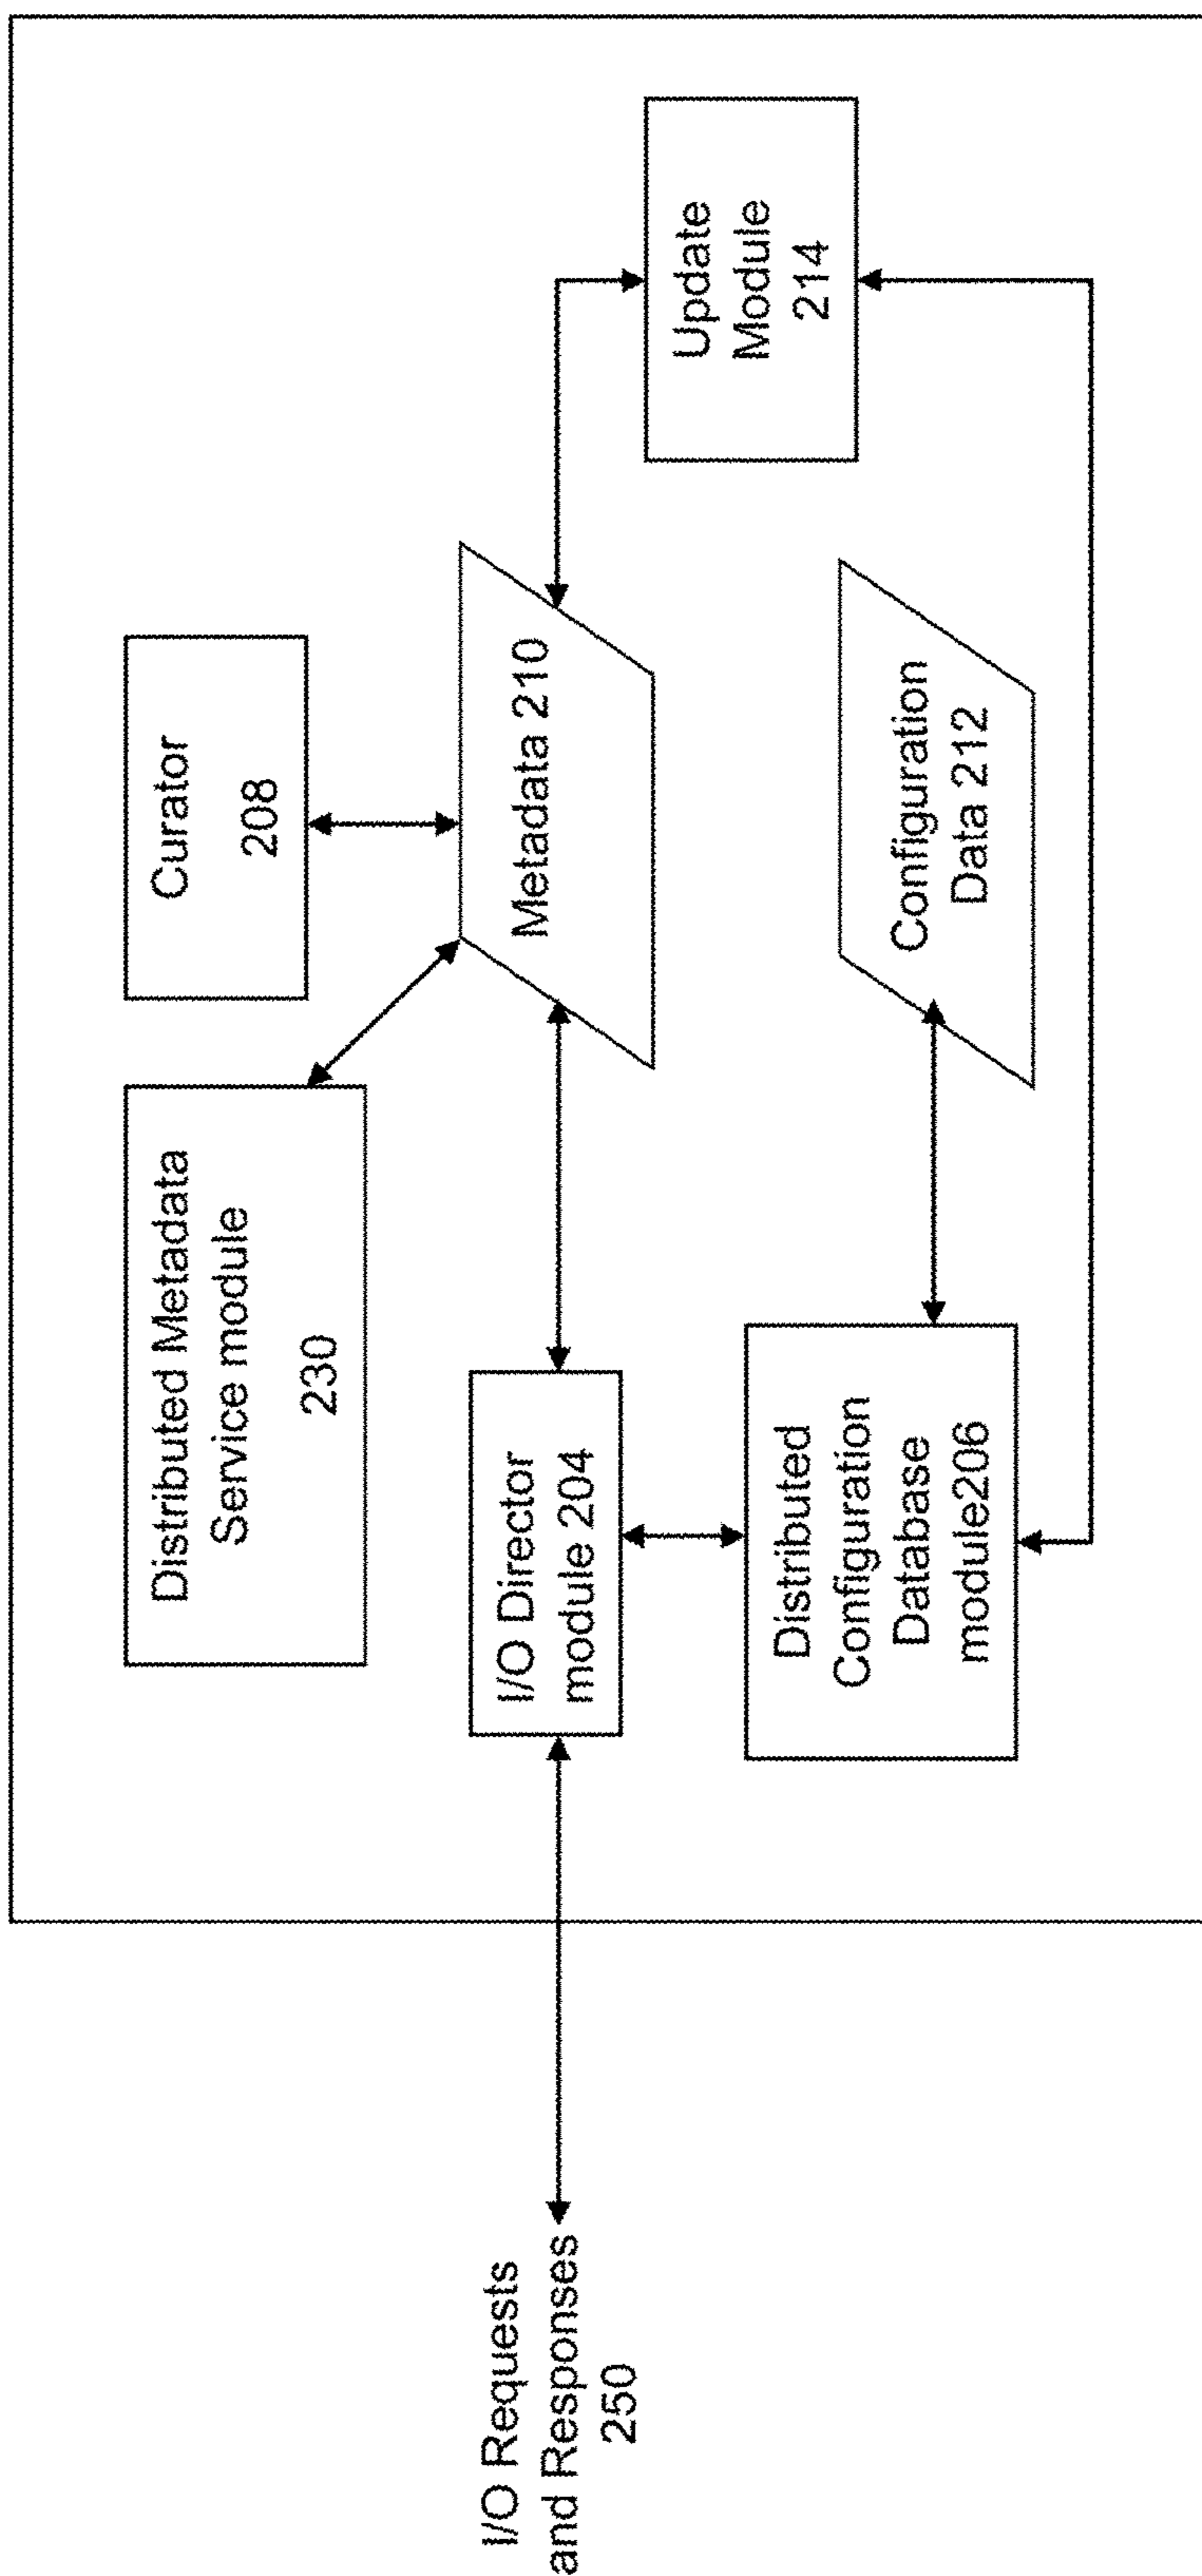 Distributed Metadata
Service module
230
Curator
208
I/O Requests
and Responses
250
I/O Director
module 204
Metadata 210
Update
Module
214
Distributed
Configuration
Database
module206
Configuration
Data 212